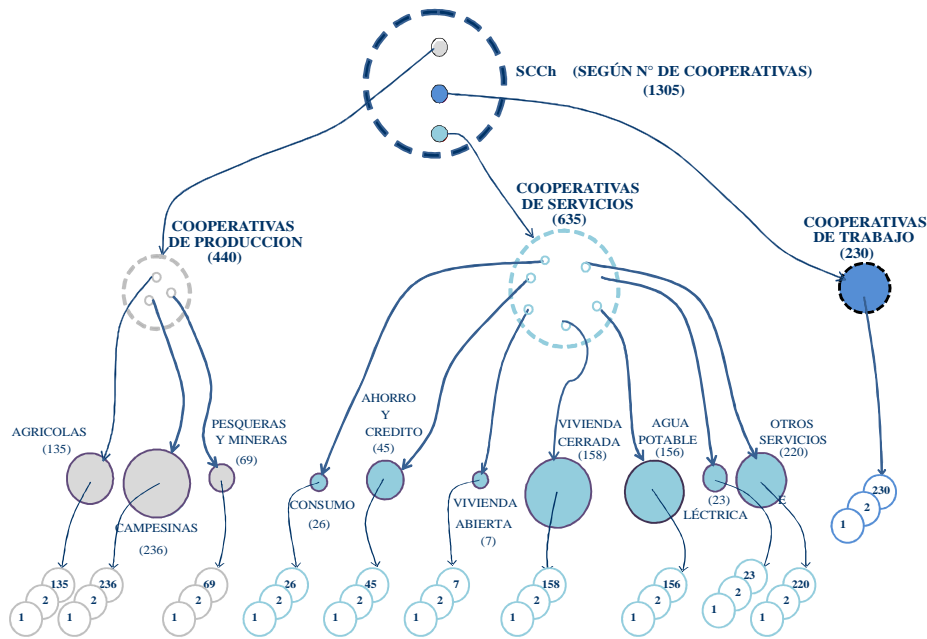 SCCh (SEGÚN N° DE COOPERATIVAS)
(1305)
COOPERATIVAS
DE PRODUCCION
(440)
COOPERATIVAS
DE SERVICIOS
(635)
COOPERATIVAS
DE TRABAJO
(230)
AGRICOLAS
(135)
CAMPESINAS
(236)
PESQUERAS
Y MINERAS
(69)
CONSUMO
(26)
AHORRO
Y
CREDITO
(45)
VIVIENDA
ABIERTA
(7)
VIVIENDA
CERRADA
(158)
AGUA
POTABLE
(156)
(23) E
LÉCTRICA
OTROS
SERVICIOS
(220)
1 2 230
1 2 135
1 2 236
1 2 69
1 2 26
1 2 45
1 2 7
1 2 158
1 2 156
1 2 23
1 2 220